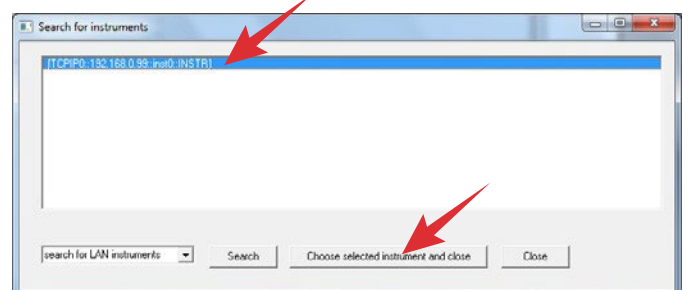 Search for instruments
[TCPIP0::192.168.0.99::inst0::INSTR]
search for LAN instruments
Search
Choose selected instrument and close
Close